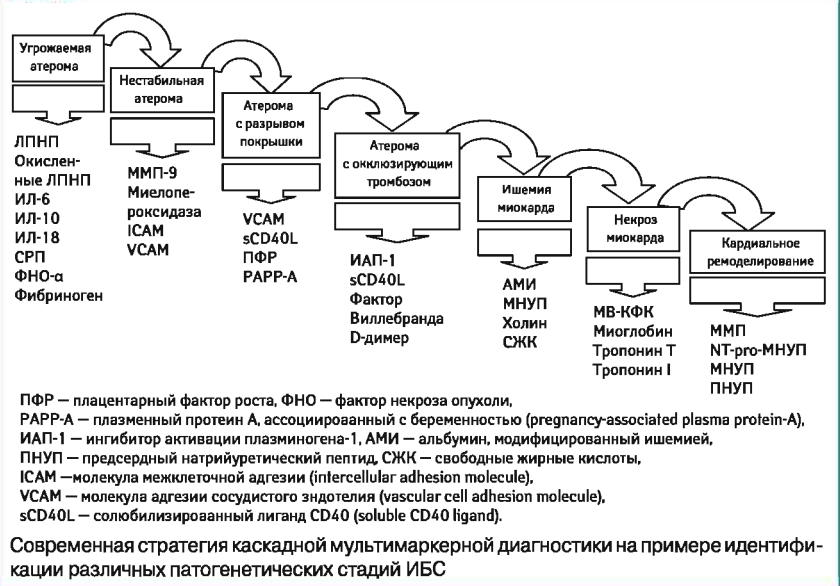 Угрожаемая
атерома
ЛПНП
Окислен-
ные ЛПНП
ИЛ-6
ИЛ-10
ИЛ-18
СРП
ФНО-α
Фибриноген
Нестабильная
атерома
ММП-9
Миелопе-
роксидаза
ICAM
VCAM
Атерома
с разрывом
покрышки
VCAM
sCD40L
ПФР
PAPP-A
Атерома
с окклюзирующим
тромбозом
ИАП-1
sCD40L
Фактор
Виллебранда
D-димер
Ишемия
миокарда
АМИ
МНУП
Холин
СЖК
Некроз
миокарда
МВ-КФК
Миоглобин
Тропонин Т
Тропонин I
Кардиальное
ремоделирование
ММП
NT-pro-МНУП
МНУП
ПНУП
ПФР — плацентарный фактор роста, ФНО — фактор некроза опухоли,
PAPP-A — плазменный протеин А, ассоциированный с беременностью (pregnancy-associated plasma protein-A),
ИАП-1 — ингибитор активации плазминогена-1, АМИ — альбумин, модифицированный ишемией,
ПНУП — предсердный натрийуретический пептид, СЖК — свободные жирные кислоты,
ICAM —молекула межклеточной адгезии (intercellular adhesion molecule),
VCAM — молекула адгезии сосудистого эндотелия (vascular cell adhesion molecule),
sCD40L — солюбилизированный лиганд CD40 (soluble CD40 ligand).
Современная стратегия каскадной мультимаркерной диагностики на примере идентифи-
кации различных патогенетических стадий ИБС